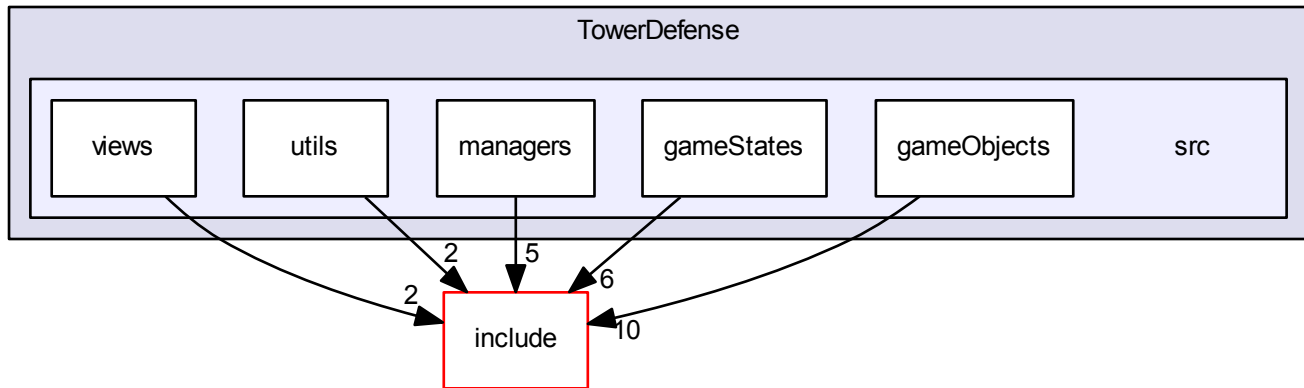 TowerDefense
views
utils
managers
gameStates
gameObjects
src
2
2
5
6
10
include